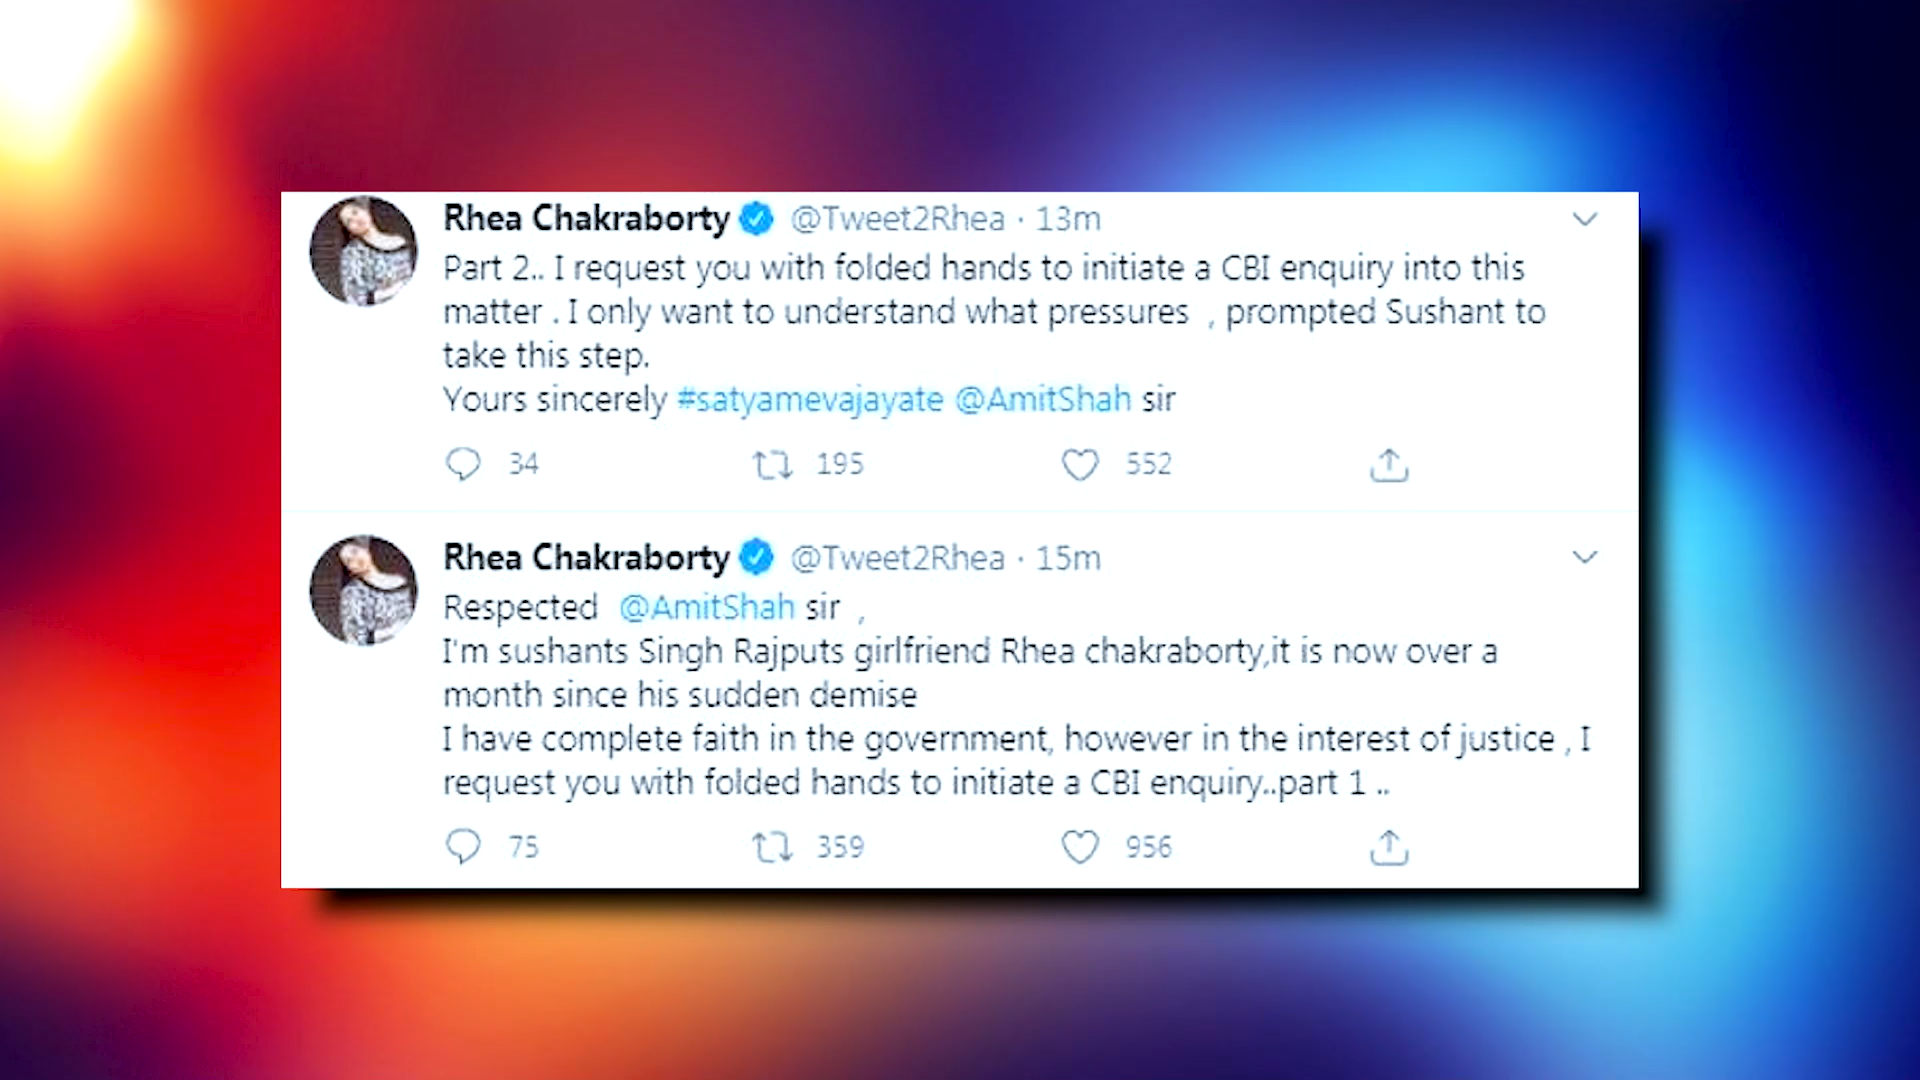 Rhea Chakraborty @Tweet2Rhea · 13m
Part 2.. I request you with folded hands to initiate a CBI enquiry into this
matter . I only want to understand what pressures , prompted Sushant to
take this step.
Yours sincerely #satyamevajayate @AmitShah sir
34 195 552
Rhea Chakraborty @Tweet2Rhea · 15m
Respected @AmitShah sir ,
I'm sushants Singh Rajputs girlfriend Rhea chakraborty,it is now over a
month since his sudden demise
I have complete faith in the government, however in the interest of justice , I
request you with folded hands to initiate a CBI enquiry..part 1 ..
75 359 956